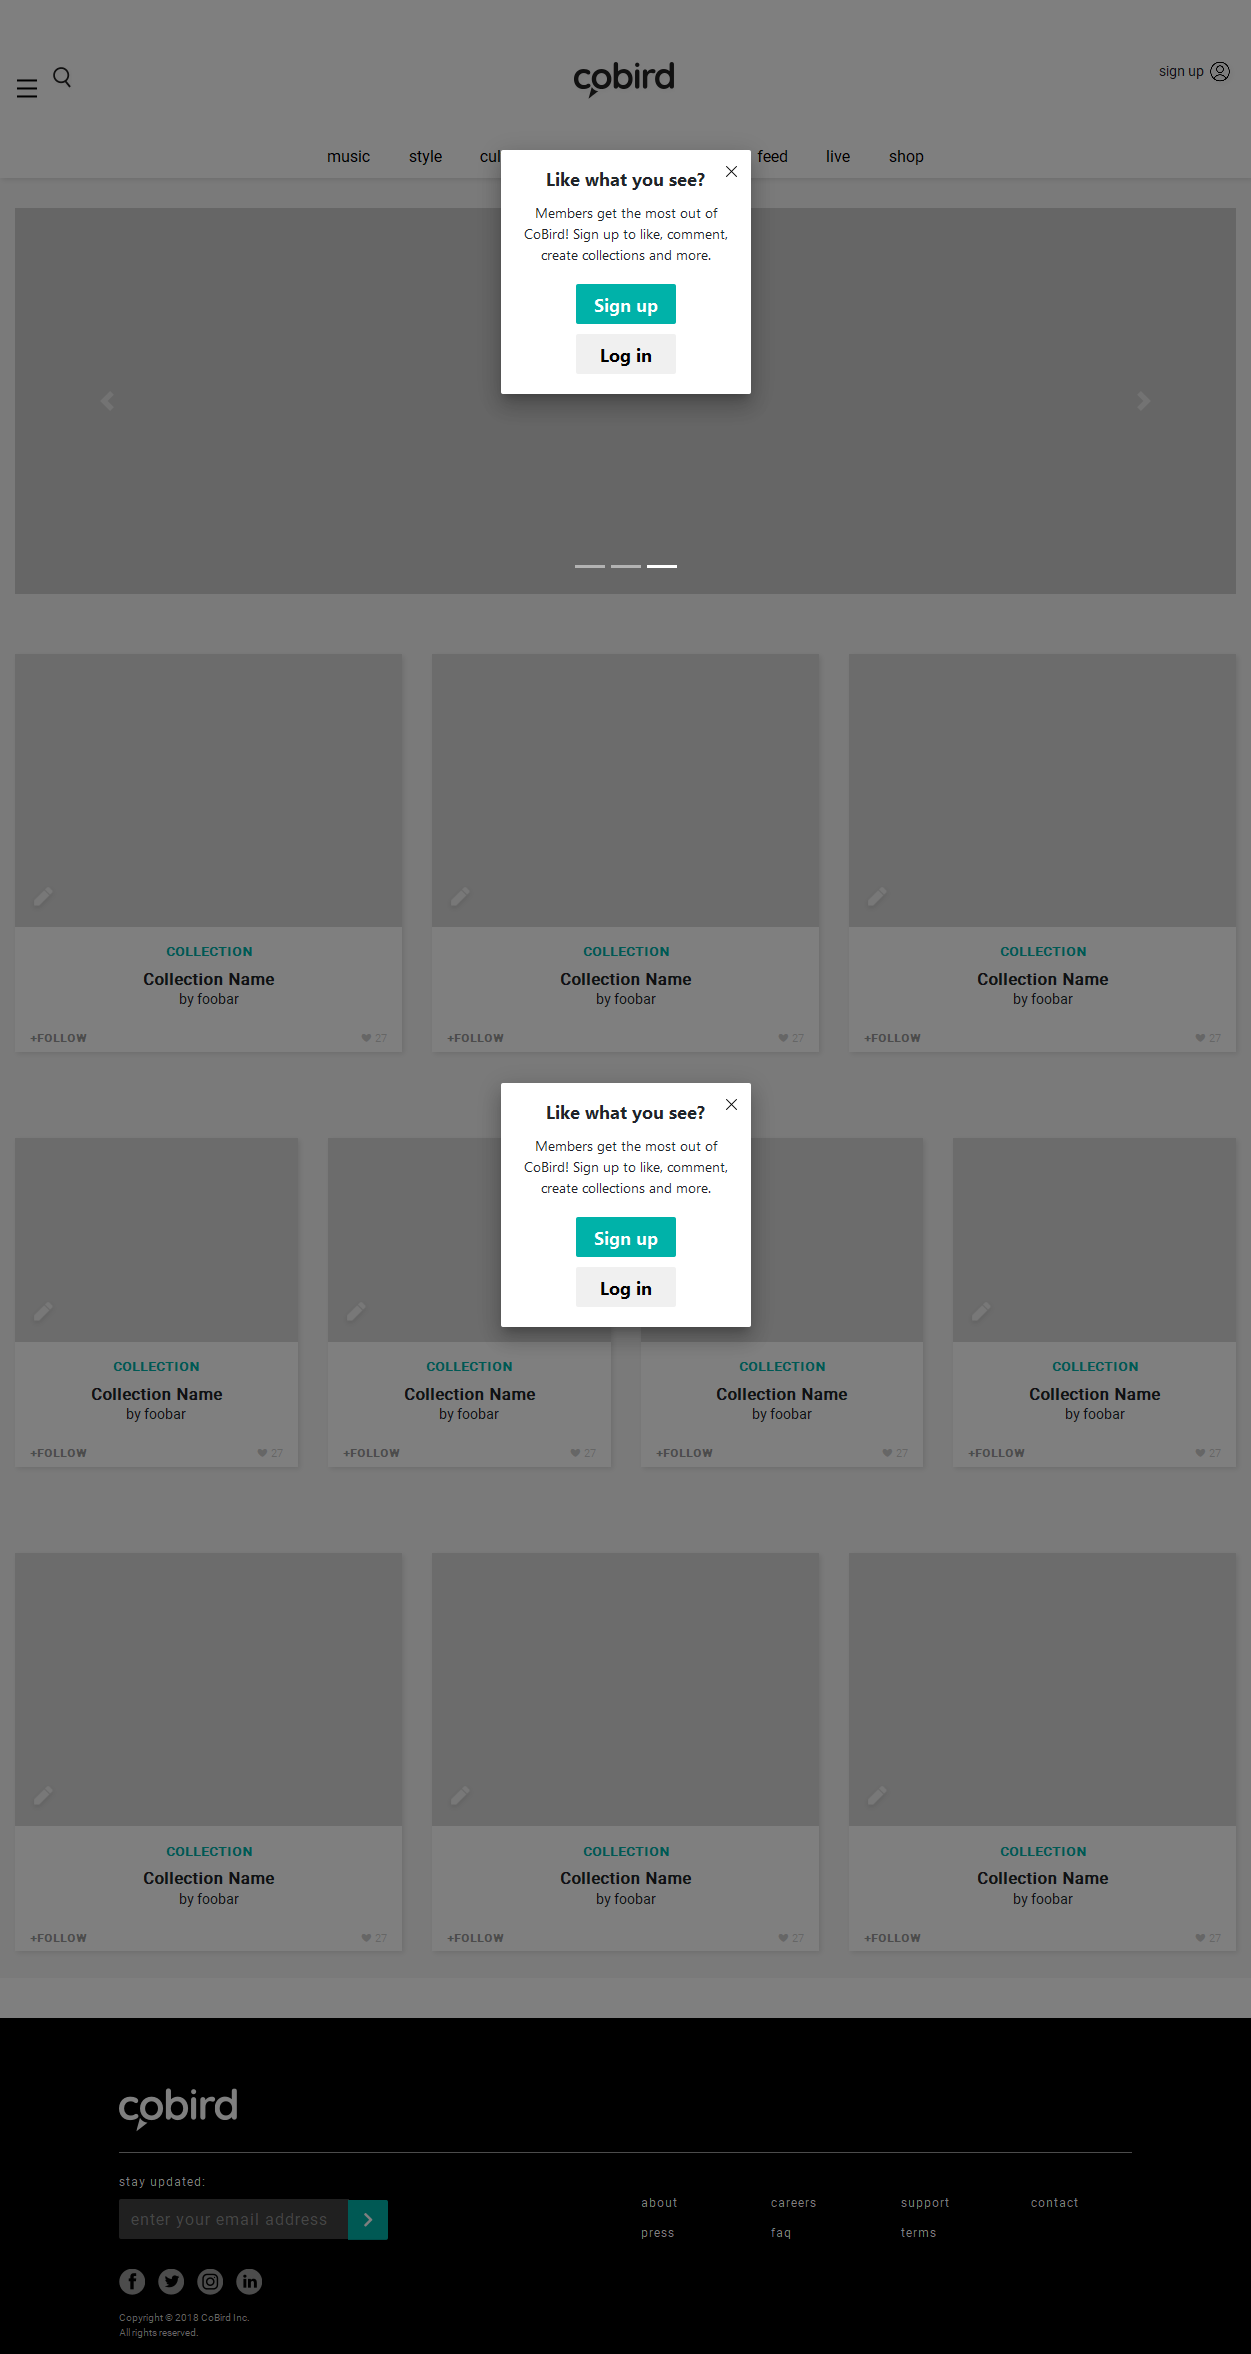 cobird
sign up
music style feed live shop
Like what you see?
Members get the most out of
CoBird! Sign up to like, comment,
create collections and more.
Sign up
Log in
COLLECTION COLLECTION COLLECTION
Collection Name Collection Name Collection Name
by foobar by foobar by foobar
+FOLLOW 27 +FOLLOW 27 +FOLLOW 27
Like what you see?
Members get the most out of
CoBird! Sign up to like, comment,
create collections and more.
Sign up
Log in
COLLECTION COLLECTION COLLECTION COLLECTION
Collection Name Collection Name Collection Name Collection Name
by foobar by foobar by foobar by foobar
+FOLLOW 27 +FOLLOW 27 +FOLLOW 27 +FOLLOW 27
COLLECTION COLLECTION COLLECTION
Collection Name Collection Name Collection Name
by foobar by foobar by foobar
+FOLLOW 27 +FOLLOW 27 +FOLLOW 27
cobird
stay updated:
enter your email address
about careers support contact
press faq terms
Copyright © 2018 CoBird Inc.
All rights reserved.